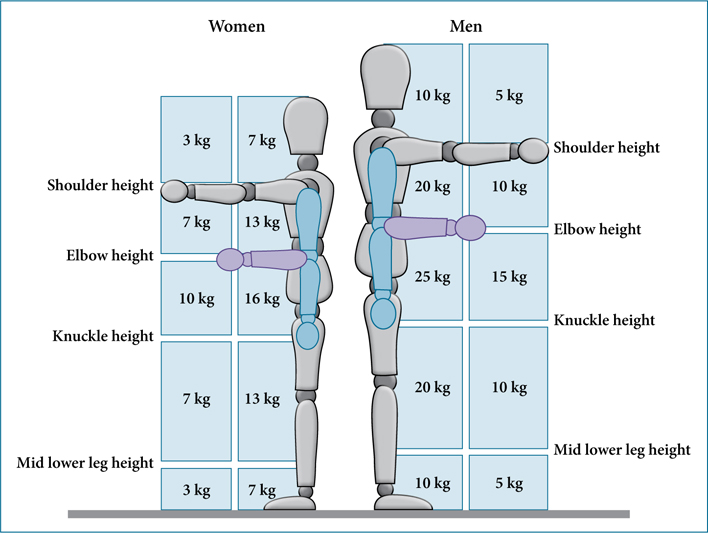 Women
Men
3 kg
7 kg
10 kg
5 kg
Shoulder height
Shoulder height
7 kg
13 kg
20 kg
10 kg
Elbow height
Elbow height
10 kg
16 kg
25 kg
15 kg
Knuckle height
Knuckle height
7 kg
13 kg
20 kg
10 kg
Mid lower leg height
Mid lower leg height
3 kg
7 kg
10 kg
5 kg